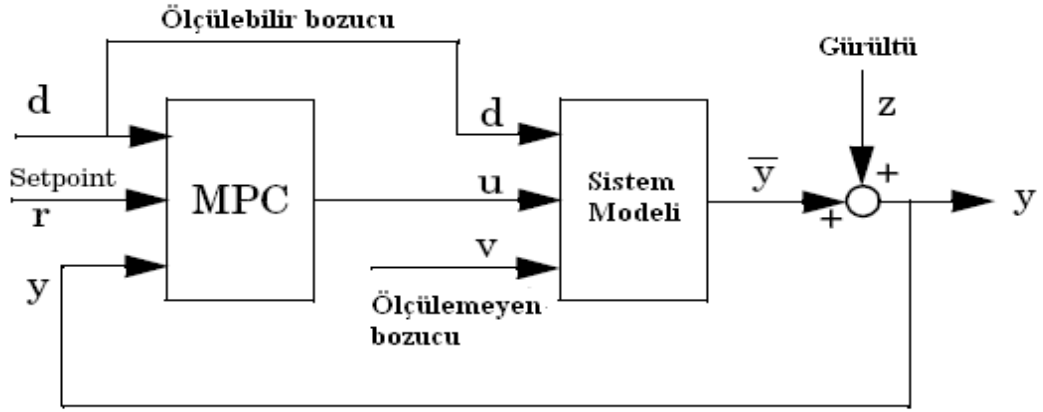 Ölçülebilir bozucu
Gürültü
d
d
z
Setpoint
r
MPC
u
Sistem
Modeli
y
+
+
y
y
v
Ölçülemeyen
bozucu